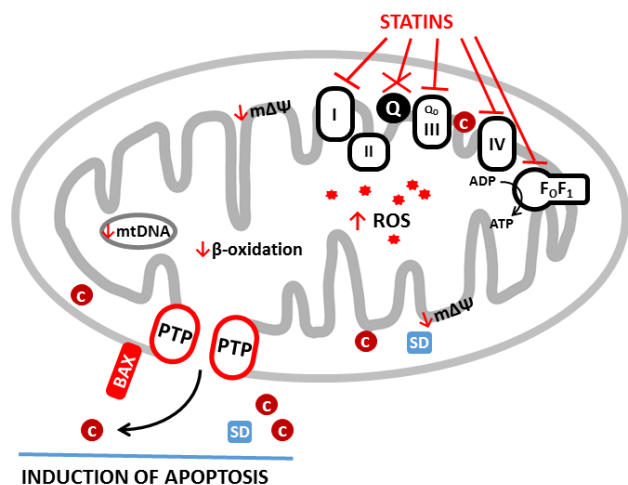 STATINS
mΔΨ
I
Q
Qo
III
c
II
IV
ADP
FOF1
ATP
ROS
mtDNA
β-oxidation
c
mΔΨ
PTP
PTP
c
SD
BAX
c
c
SD
c
INDUCTION OF APOPTOSIS